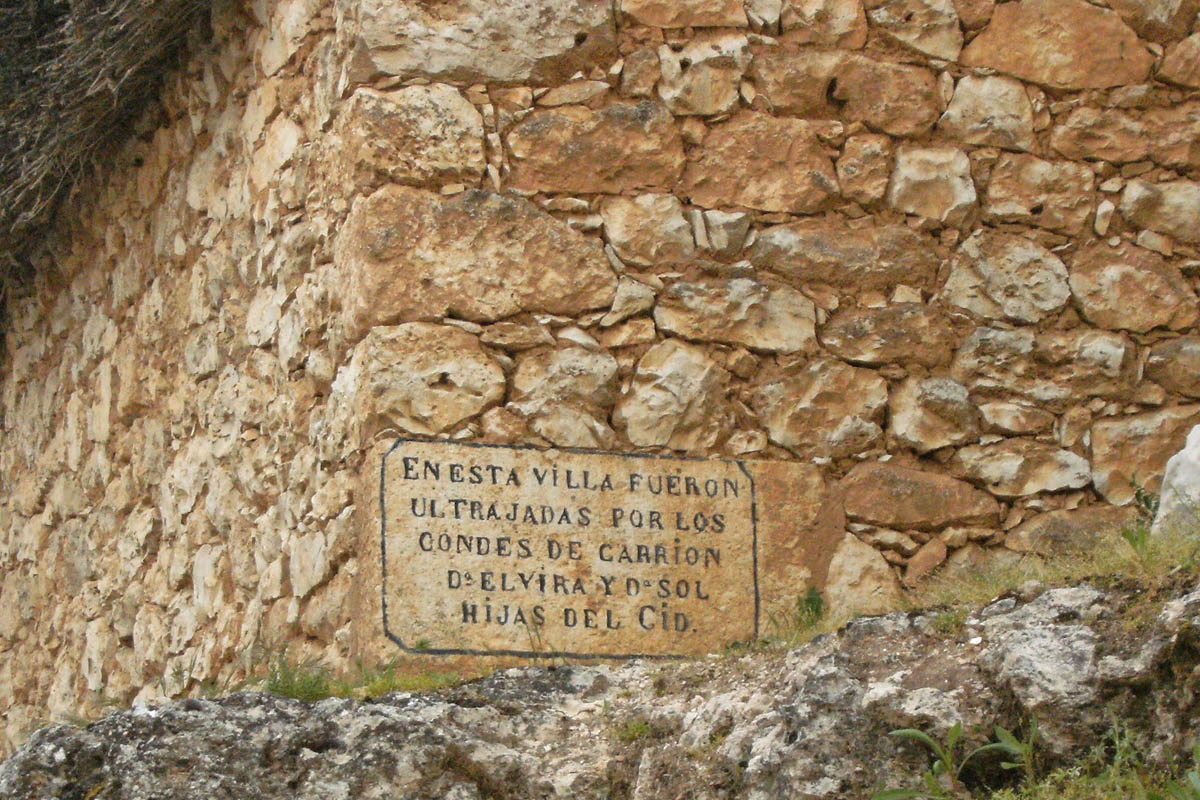 EN ESTA ViLLA FUERON
ULTRAJADAS POR LOS
CONDES DE CARRION
Dª ELViRA Y Dª SOL
HiJAS DEL CiD.